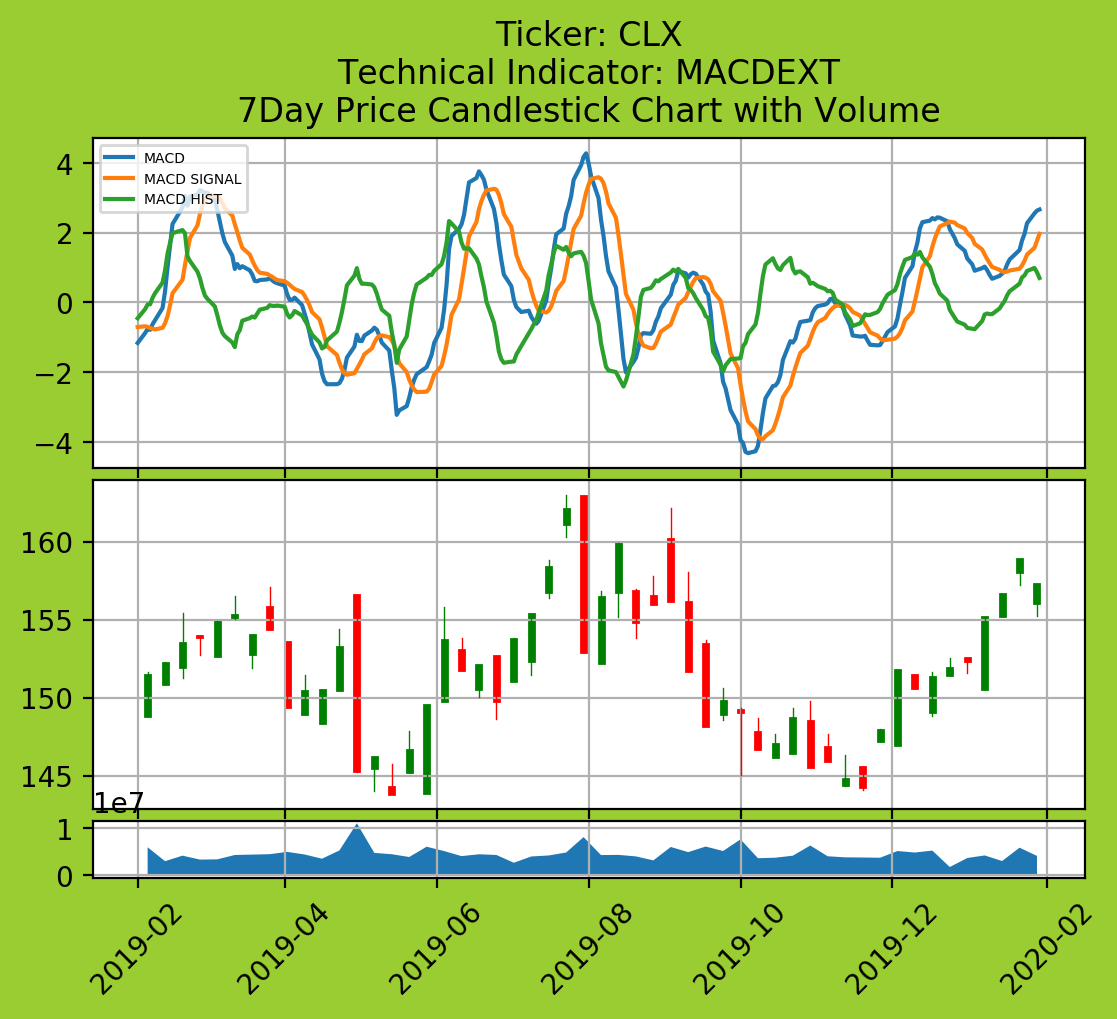 Ticker: CLX
Technical Indicator: MACDEXT
7Day Price Candlestick Chart with Volume
MACD
MACD SIGNAL
MACD HIST
4
2
0
−2
−4
160
155
150
145
1e7
1
0
2019-02
2019-04
2019-06
2019-08
2019-10
2019-12
2020-02